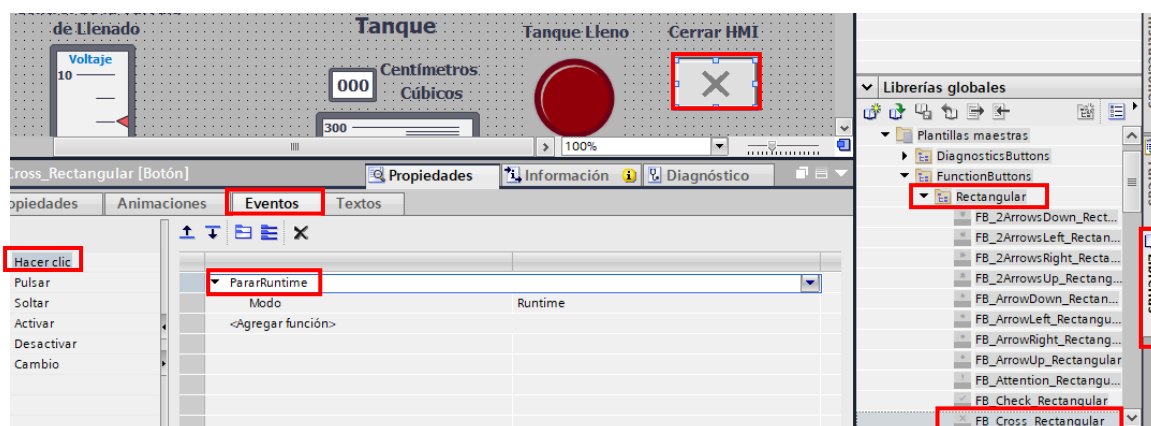 de Llenado
Tanque
Tanque Lleno
Cerrar HMI
Voltaje
10
000
Centímetros
Cúbicos
300
100%
Cross_Rectangular [Botón]
Propiedades
Información
Diagnóstico
opiedades
Animaciones
Eventos
Textos
Hacer clic
Pulsar
Soltar
Activar
Desactivar
Cambio
PararRuntime
Modo
Runtime
<Agregar función>
Librerías globales
Plantillas maestras
DiagnosticsButtons
FunctionButtons
Rectangular
FB_2ArrowsDown_Rect...
FB_2ArrowsLeft_Rectan...
FB_2ArrowsRight_Recta...
FB_2ArrowsUp_Rectang...
FB_ArrowDown_Rectan...
FB_ArrowLeft_Rectangu...
FB_ArrowRight_Rectang...
FB_ArrowUp_Rectangular
FB_Attention_Rectangu...
FB_Check_Rectangular
FB_Cross_Rectangular